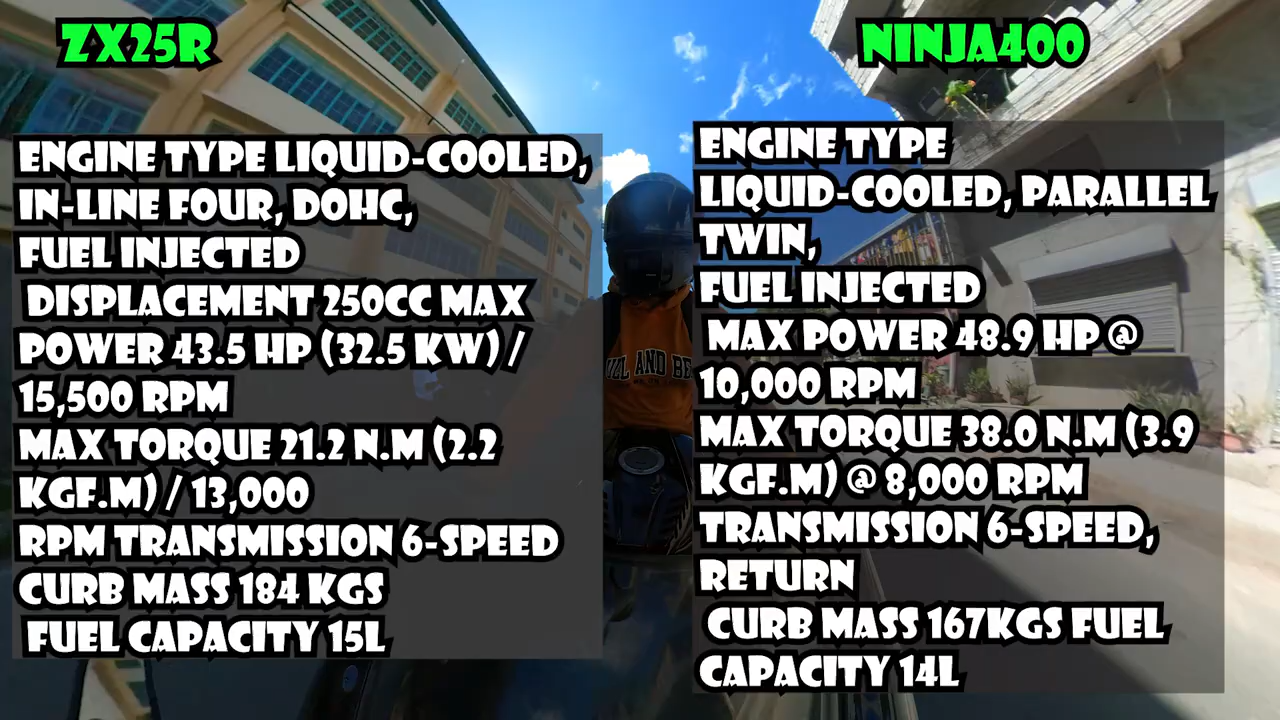 ZX25R
ENGINE TYPE LIQUID-COOLED,
IN-LINE FOUR, DOHC,
FUEL INJECTED
DISPLACEMENT 250CC MAX
POWER 43.5 HP (32.5 KW) /
15,500 RPM
MAX TORQUE 21.2 N.M (2.2
KGF.M) / 13,000
RPM TRANSMISSION 6-SPEED
CURB MASS 184 KGS
FUEL CAPACITY 15L
NINJA400
ENGINE TYPE
LIQUID-COOLED, PARALLEL
TWIN,
FUEL INJECTED
MAX POWER 48.9 HP @
10,000 RPM
MAX TORQUE 38.0 N.M (3.9
KGF.M) @ 8,000 RPM
TRANSMISSION 6-SPEED,
RETURN
CURB MASS 167KGS FUEL
CAPACITY 14L
AND